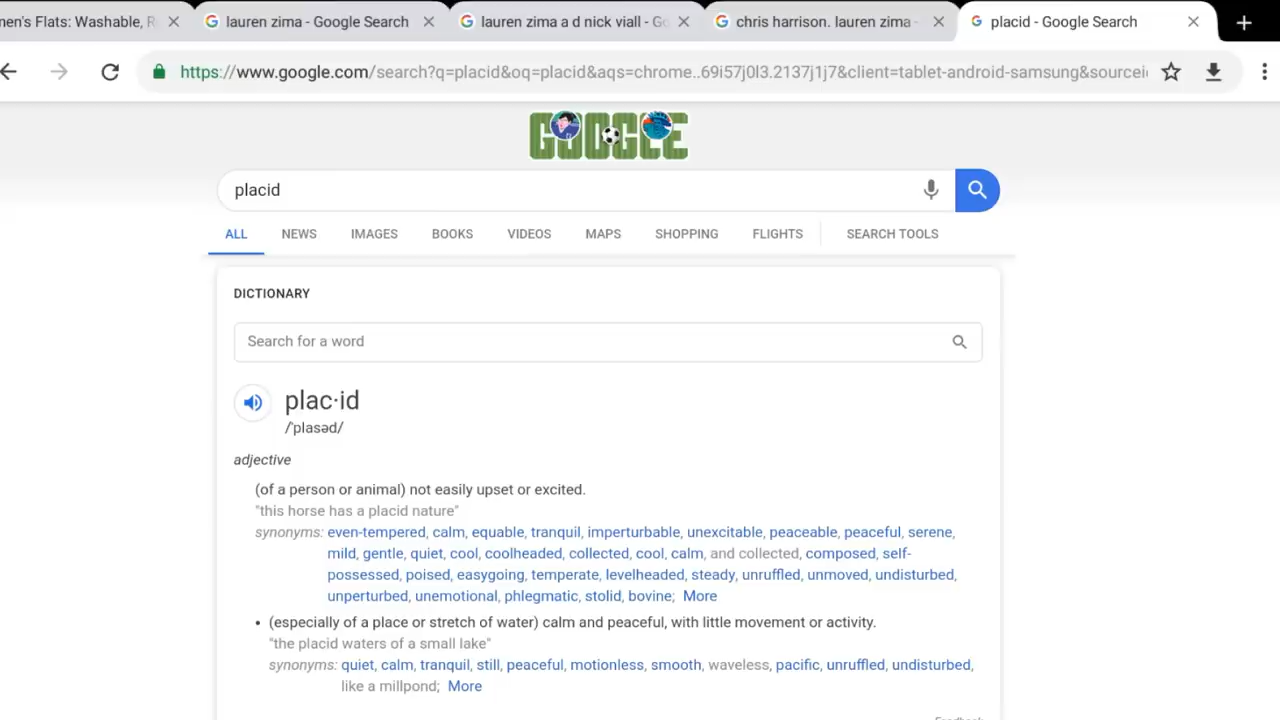 nen's Flats: Washable, R
lauren zima - Google Search
lauren zima a d nick viall - Go
chris harrison. lauren zima -
placid - Google Search
https://www.google.com/search?q=placid&oq=placid&aqs=chrome..69i57j0l3.2137j1j7&client=tablet-android-samsung&sourcei
GOOGLE
placid
ALL NEWS IMAGES BOOKS VIDEOS MAPS SHOPPING FLIGHTS SEARCH TOOLS
DICTIONARY
Search for a word
plac·id
/ˈplasəd/
adjective
(of a person or animal) not easily upset or excited.
"this horse has a placid nature"
synonyms: even-tempered, calm, equable, tranquil, imperturbable, unexcitable, peaceable, peaceful, serene,
mild, gentle, quiet, cool, coolheaded, collected, cool, calm, and collected, composed, self-
possessed, poised, easygoing, temperate, levelheaded, steady, unruffled, unmoved, undisturbed,
unperturbed, unemotional, phlegmatic, stolid, bovine; More
• (especially of a place or stretch of water) calm and peaceful, with little movement or activity.
"the placid waters of a small lake"
synonyms: quiet, calm, tranquil, still, peaceful, motionless, smooth, waveless, pacific, unruffled, undisturbed,
like a millpond; More